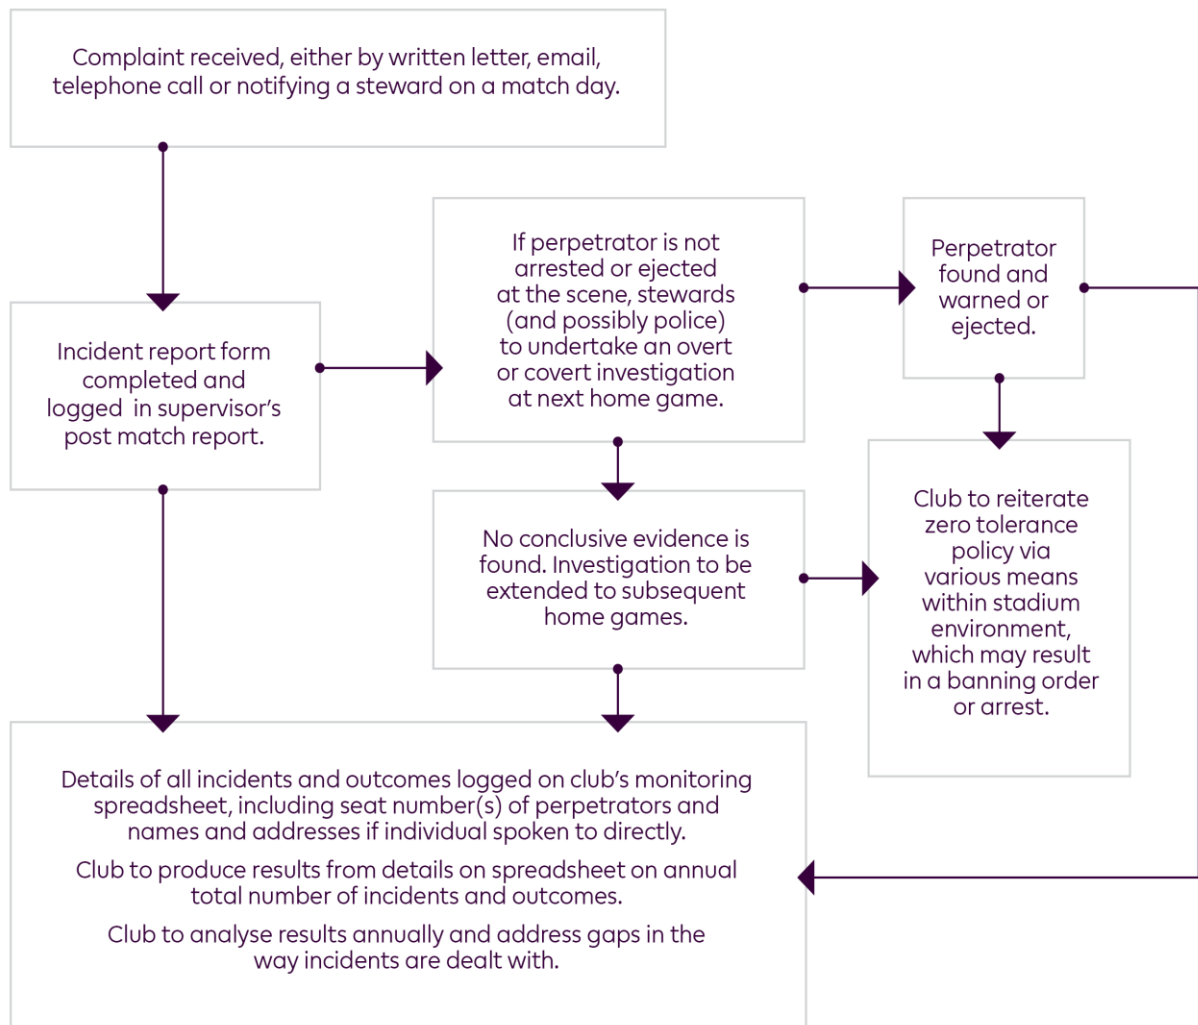 Complaint received, either by written letter, email,
telephone call or notifying a steward on a match day.
Incident report form
completed and
logged in supervisor's
post match report.
If perpetrator is not
arrested or ejected
at the scene, stewards
(and possibly police)
to undertake an overt
or covert investigation
at next home game.
Perpetrator
found and
warned or
ejected.
No conclusive evidence is
found. Investigation to be
extended to subsequent
home games.
Club to reiterate
zero tolerance
policy via
various means
within stadium
environment,
which may result
in a banning order
or arrest.
Details of all incidents and outcomes logged on club's monitoring
spreadsheet, including seat number(s) of perpetrators and
names and addresses if individual spoken to directly.
Club to produce results from details on spreadsheet on annual
total number of incidents and outcomes.
Club to analyse results annually and address gaps in the
way incidents are dealt with.